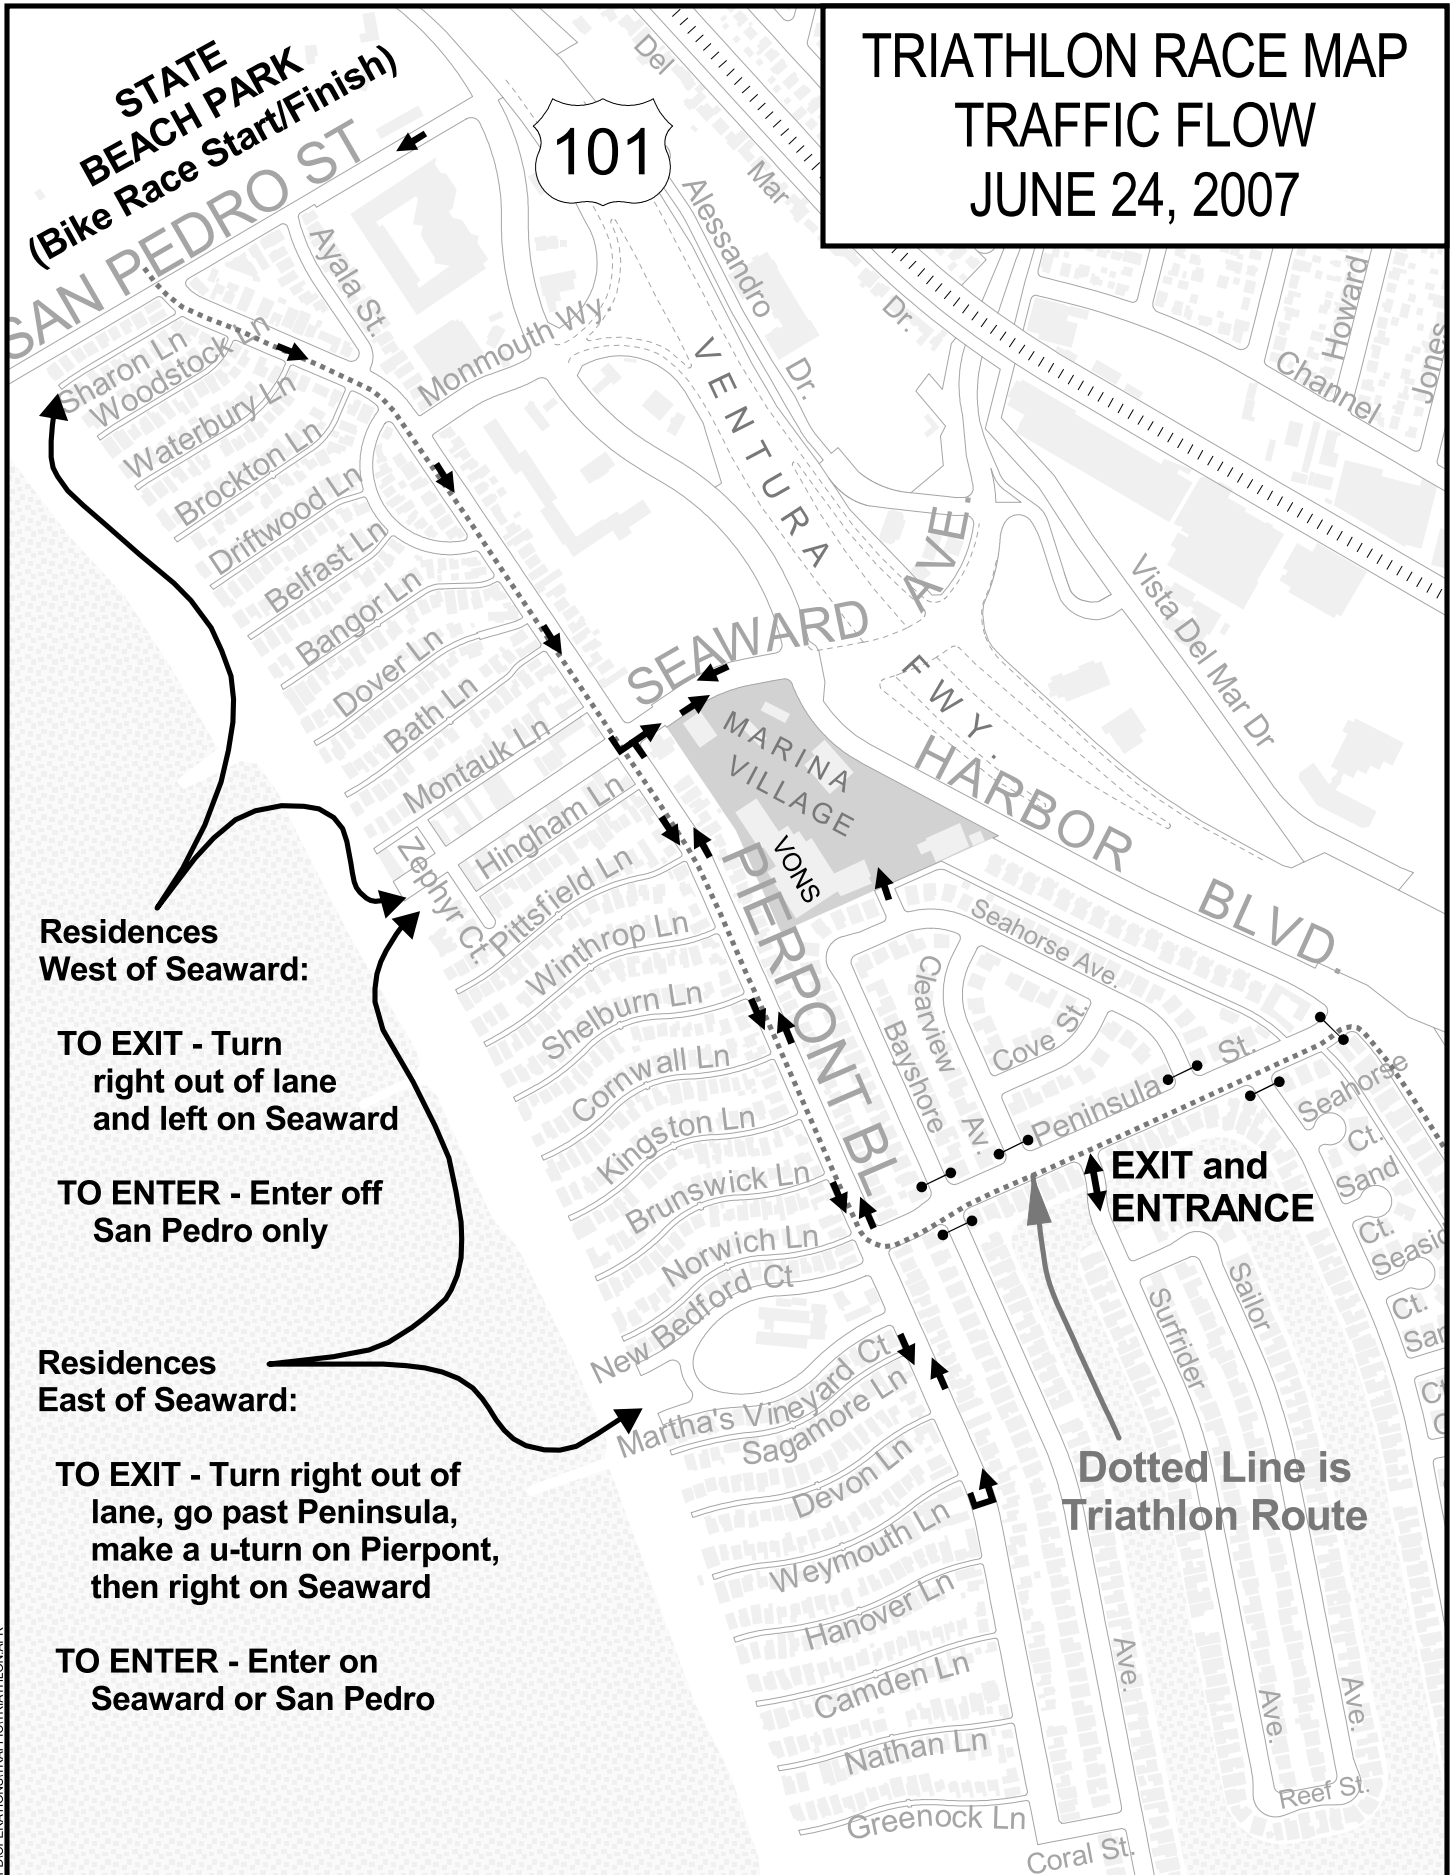 TRIATHLON RACE MAP
TRAFFIC FLOW
JUNE 24, 2007
STATE
BEACH PARK
(Bike Race Start/Finish)
SAN PEDRO ST
101
Del
Mar
Dr.
Alessandro
Dr.
Howard
Jones
Channel
Ayala St.
Monmouth Wy.
VENTURA
FWY.
Sharon Ln
Woodstock Ln
Waterbury Ln
Brockton Ln
Driftwood Ln
Belfast Ln
Bangor Ln
Dover Ln
Bath Ln
Montauk Ln
SEAWARD AVE.
Vista Del Mar Dr
MARINA
VILLAGE
VONS
HARBOR BLVD.
Zephyr Ct.
Hingham Ln
Pittsfield Ln
Winthrop Ln
Shelburn Ln
Cornwall Ln
Kingston Ln
Brunswick Ln
Norwich Ln
New Bedford Ct
PIERPONT BL
Seahorse Ave.
Clearview
Av.
Bayshore
Cove St.
Peninsula St.
Seahorse
Ct.
Sand
Ct.
Seasid
Ct.
San
Ct
C
EXIT and
ENTRANCE
Residences
West of Seaward:
TO EXIT - Turn
right out of lane
and left on Seaward
TO ENTER - Enter off
San Pedro only
Residences
East of Seaward:
TO EXIT - Turn right out of
lane, go past Peninsula,
make a u-turn on Pierpont,
then right on Seaward
TO ENTER - Enter on
Seaward or San Pedro
Martha's Vineyard Ct
Sagamore Ln
Devon Ln
Weymouth Ln
Hanover Ln
Camden Ln
Nathan Ln
Greenock Ln
Coral St.
Surfrider
Sailor
Ave.
Ave.
Ave.
Reef St.
Dotted Line is
Triathlon Route